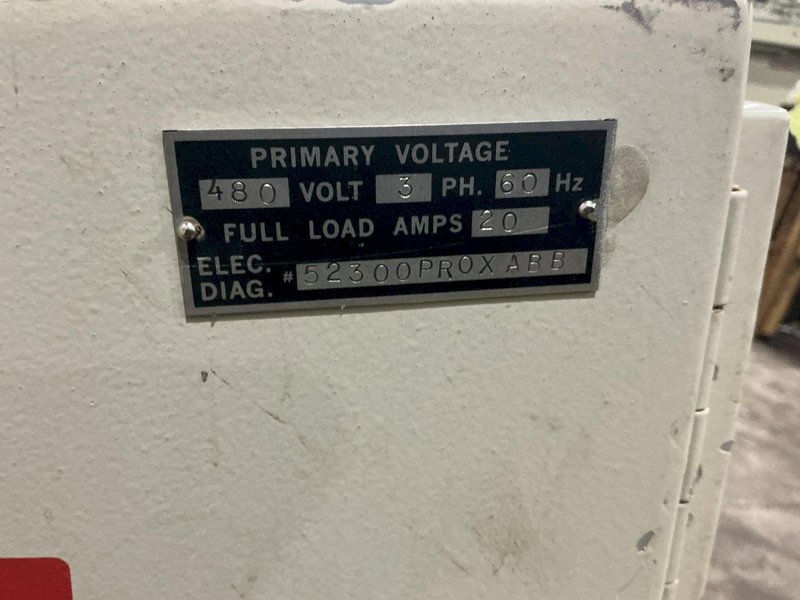 PRIMARY VOLTAGE
480 VOLT 3 PH. 60 Hz
FULL LOAD AMPS 20
ELEC.
DIAG. # 52300PROXABB